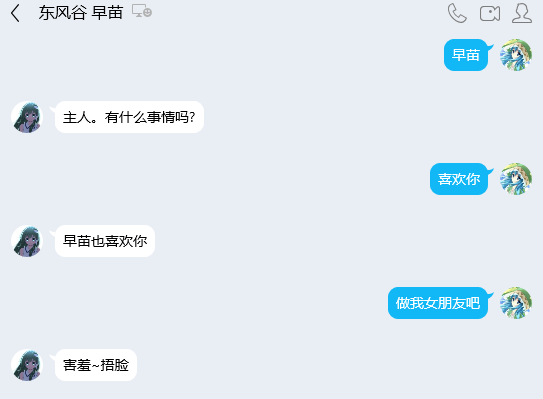 东风谷 早苗
早苗
主人。有什么事情吗?
喜欢你
早苗也喜欢你
做我女朋友吧
害羞~捂脸